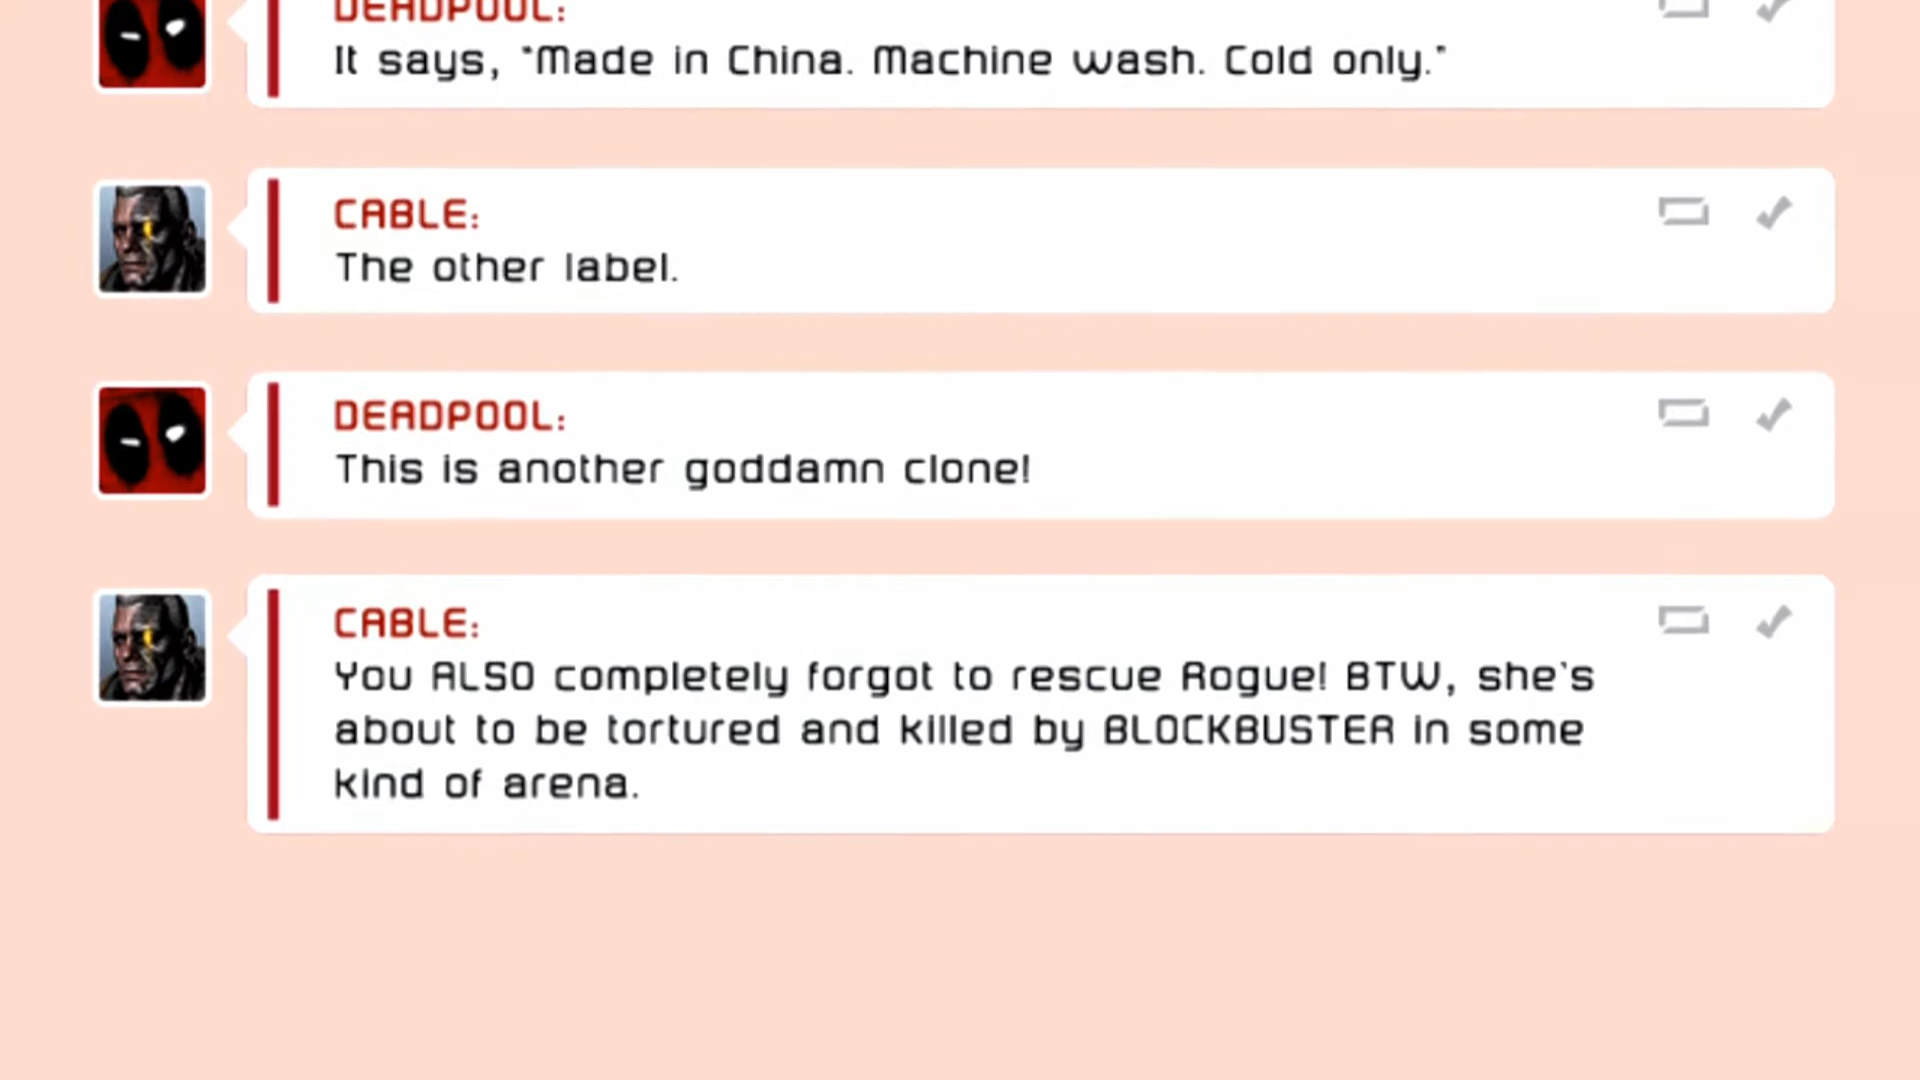 DEADPOOL:
It says, "Made in China. Machine wash. Cold only."
CABLE:
The other label.
DEADPOOL:
This is another goddamn clone!
CABLE:
You ALSO completely forgot to rescue Rogue! BTW, she's
about to be tortured and killed by BLOCKBUSTER in some
kind of arena.